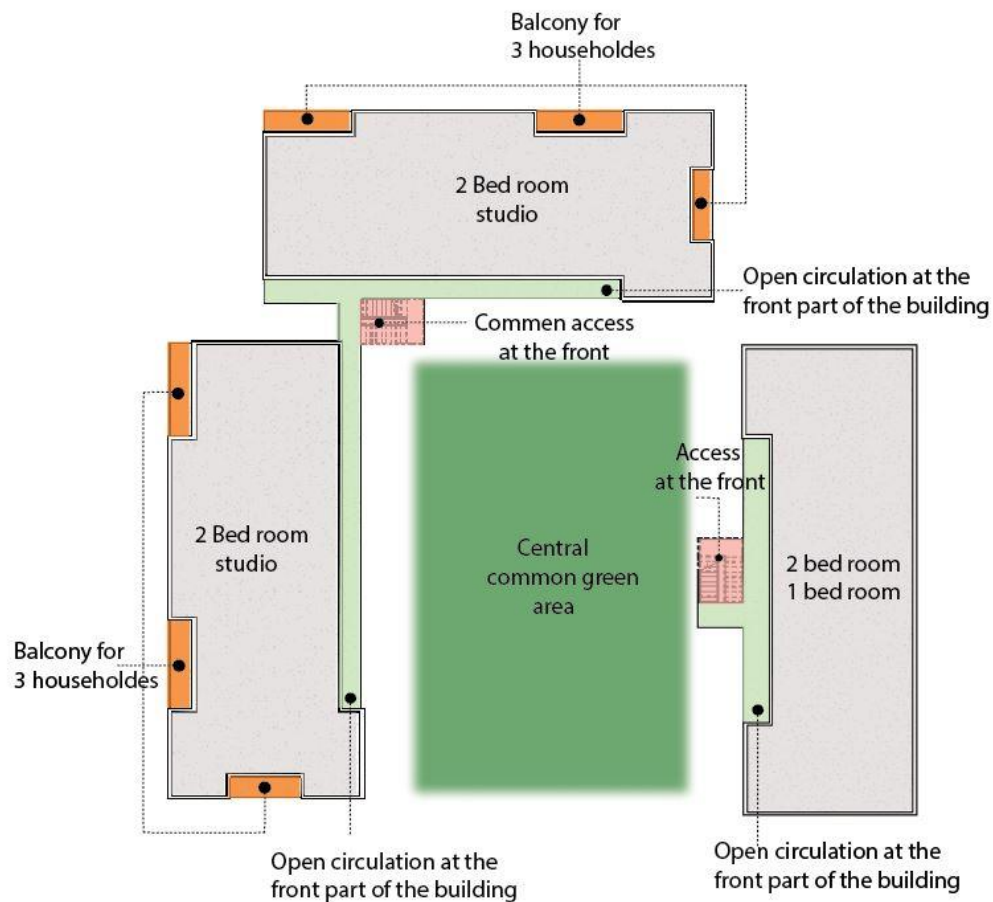 Balcony for
3 householdes
2 Bed room
studio
Open circulation at the
front part of the building
Commen access
at the front
Access
at the front
2 Bed room
studio
Central
common green
area
2 bed room
1 bed room
Balcony for
3 householdes
Open circulation at the
front part of the building
Open circulation at the
front part of the building